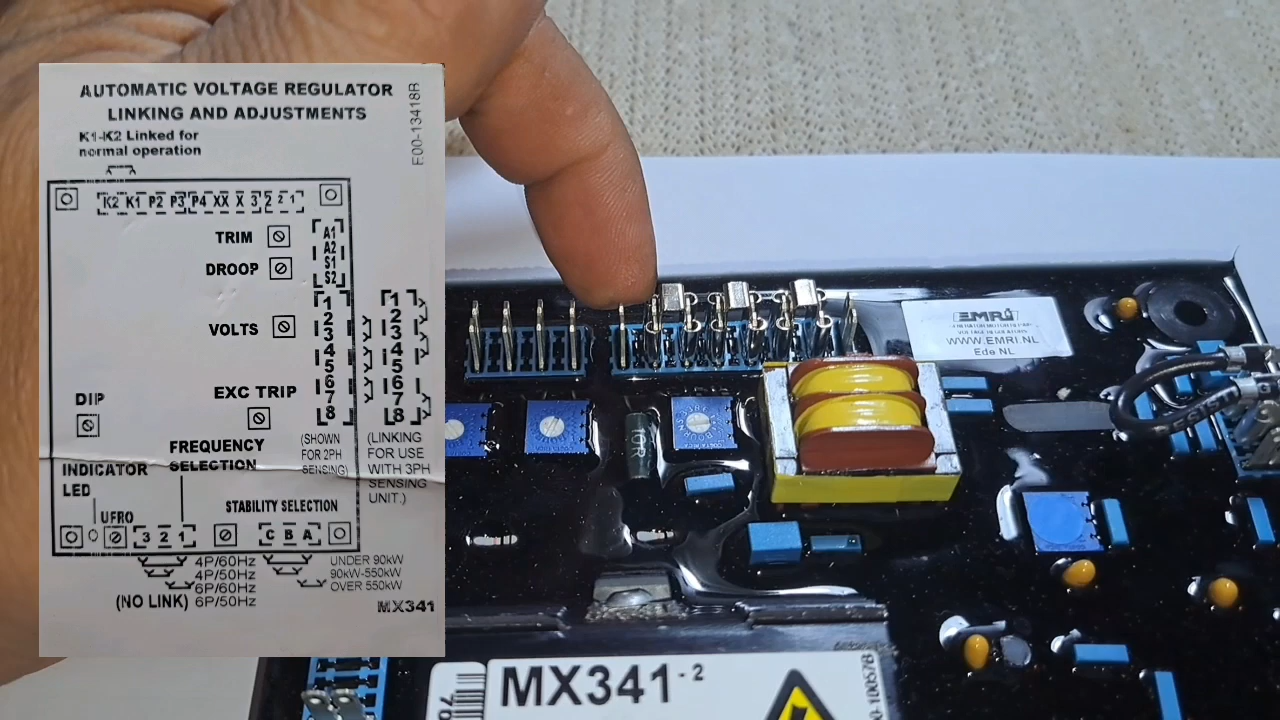 AUTOMATIC VOLTAGE REGULATOR
LINKING AND ADJUSTMENTS
E00-13418B
K1-K2 Linked for
normal operation
K2 K1 P2 P3 P4 XX X 3 2 2 1
TRIM
DROOP
VOLTS
EXC TRIP
DIP
A1
A2
S1
S2
1 1
2 2
3 3
4 4
5 5
6 6
7 7
8 8
(SHOWN
FOR 2PH
SENSING)
(LINKING
FOR USE
WITH 3PH
SENSING
UNIT.)
FREQUENCY
SELECTION
INDICATOR
LED
UFRO
STABILITY SELECTION
3 2 1
C B A
4P/60Hz
4P/50Hz
6P/60Hz
(NO LINK) 6P/50Hz
UNDER 90kW
90kW-550kW
OVER 550kW
MX341
EMRI
WWW.EMRI.NL
Ede NL
MX341-2